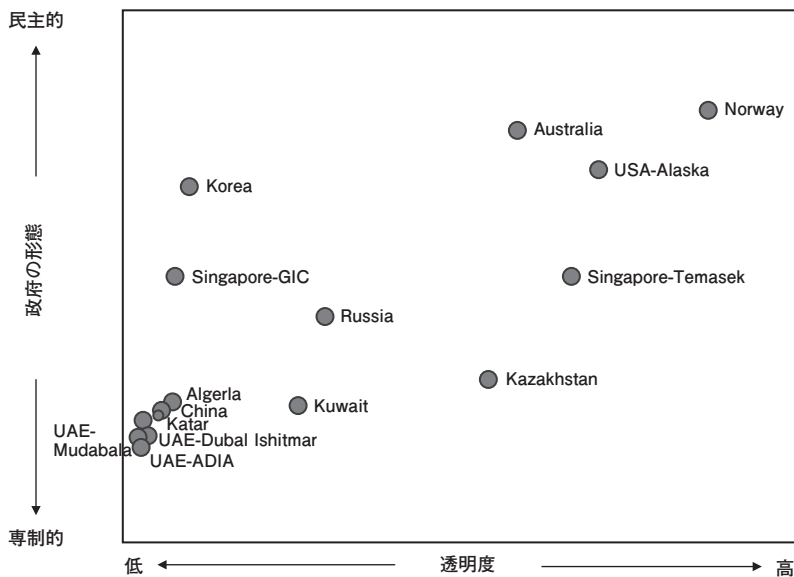 民主的
Norway
Australia
USA-Alaska
Korea
政府の形態
Singapore-GIC
Singapore-Temasek
Russia
Kazakhstan
Algerla
China
Kuwait
Katar
UAE-
Mudabala
UAE-Dubal Ishitmar
UAE-ADIA
専制的
低
透明度
高